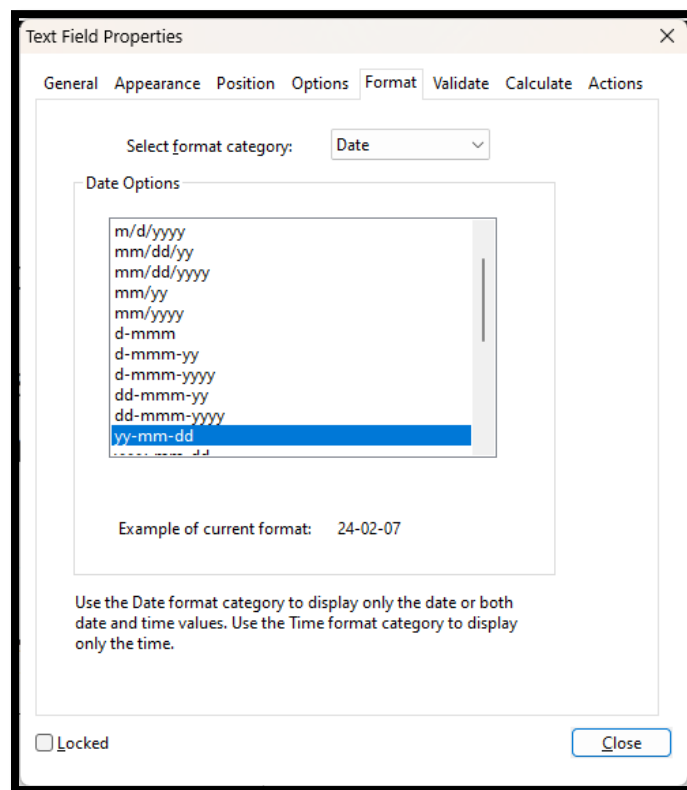 Text Field Properties
General Appearance Position Options Format Validate Calculate Actions
Select format category: Date
Date Options
m/d/yyyy
mm/dd/yy
mm/dd/yyyy
mm/yy
mm/yyyy
d-mmm
d-mmm-yy
d-mmm-yyyy
dd-mmm-yy
dd-mmm-yyyy
yy-mm-dd
Example of current format: 24-02-07
Use the Date format category to display only the date or both
date and time values. Use the Time format category to display
only the time.
Locked
Close